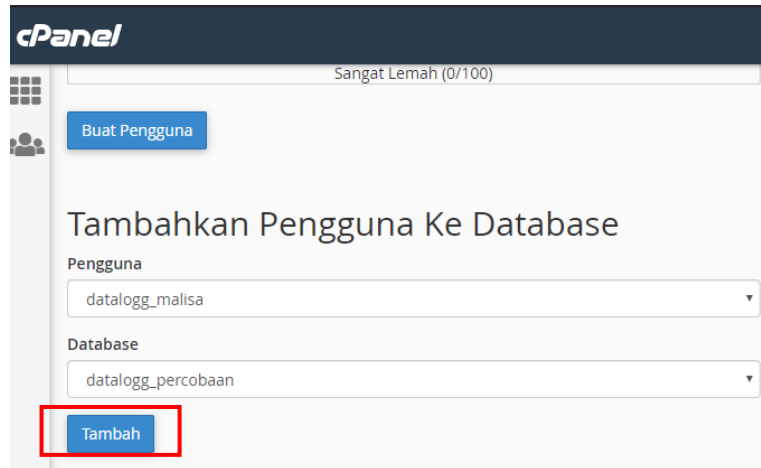 cPanel
Sangat Lemah (0/100)
Buat Pengguna
Tambahkan Pengguna Ke Database
Pengguna
datalogg_malisa
Database
datalogg_percobaan
Tambah